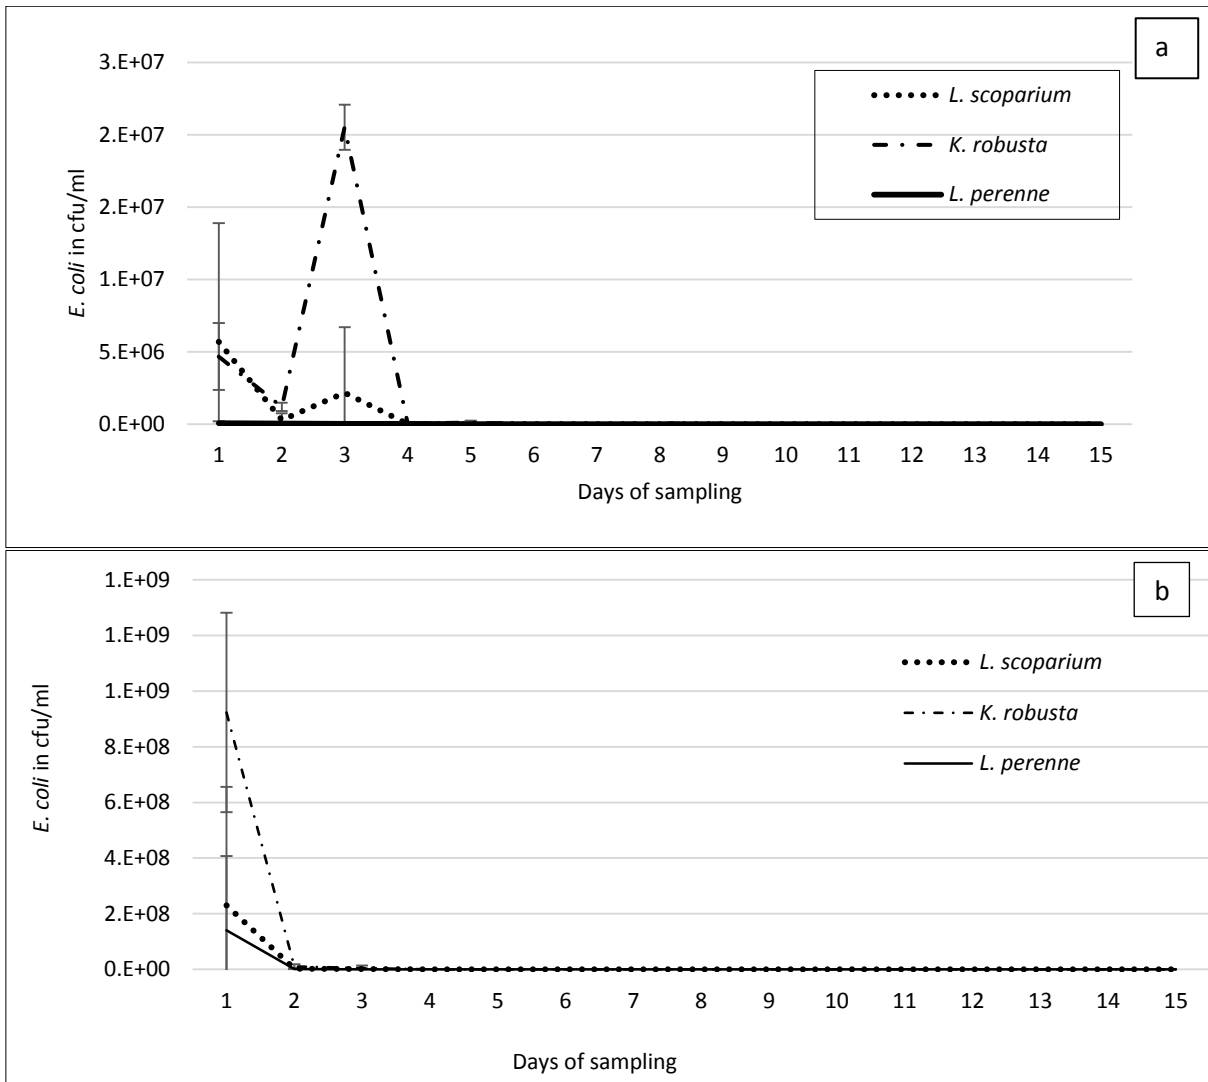 a
3.E+07
2.E+07
2.E+07
1.E+07
5.E+06
0.E+00
E. coli in cfu/ml
L. scoparium
K. robusta
L. perenne
1 2 3 4 5 6 7 8 9 10 11 12 13 14 15
Days of sampling
b
1.E+09
1.E+09
1.E+09
8.E+08
6.E+08
4.E+08
2.E+08
0.E+00
E. coli in cfu/ml
L. scoparium
K. robusta
L. perenne
1 2 3 4 5 6 7 8 9 10 11 12 13 14 15
Days of sampling